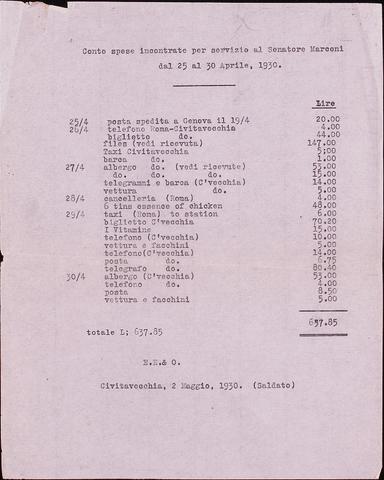 Conto spese incontrate per servizio al Senatore Marconi
dal 25 al 30 Aprile, 1930.
Lire
25/4 posta spedita a Genova il 19/4 20.00
26/4 telefono Roma-Civitavecchia 4.00
biglietto do. 44.00
files (vedi ricevuta) 147.00
Taxi Civitavecchia 5;00
barca do. 1.00
27/4 albergo do. (vedi ricevute) 53.00
do. do. do. 15.00
telegrammi e barca (C'vecchia) 14.00
vettura do. 5.00
28/4 cancelleria (Roma) 4.00
6 tins essence of chicken 48.00
29/4 taxi (Roma) to station 6.00
biglietto C'vecchia 70.20
I Vitamins 15.00
telefono (C'vecchia) 10.00
vettura e facchini 5.00
telefono(C'vecchia) 14.00
posta do. 6.75
telegrafo do. 80.40
30/4 albergo (C'vecchia) 53.00
telefono do. 4.00
posta 8.50
vettura e facchini 5.00
637.85
totale L; 637.85
E.E.& O.
Civitavecchia, 2 Maggio, 1930. (Saldato)